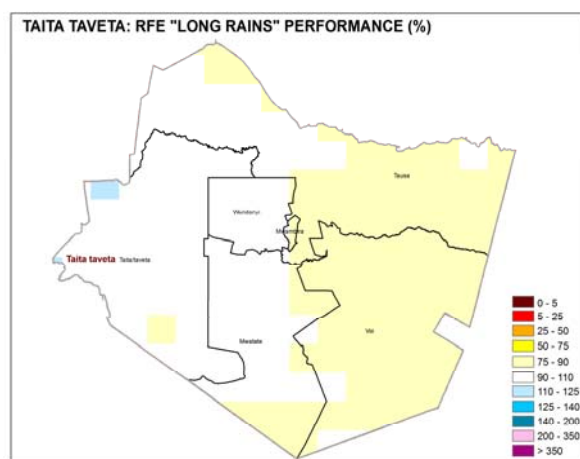 TAITA TAVETA: RFE "LONG RAINS" PERFORMANCE (%)
Tausa
Wundanyi
Mwambira
Taita taveta Taita/taveta
Voi
Mwatate
0 - 5
5 - 25
25 - 50
50 - 75
75 - 90
90 - 110
110 - 125
125 - 140
140 - 200
200 - 350
> 350